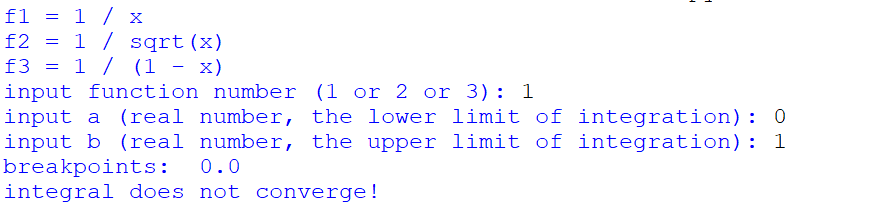 f1 = 1 / x
f2 = 1 / sqrt(x)
f3 = 1 / (1 - x)
input function number (1 or 2 or 3): 1
input a (real number, the lower limit of integration): 0
input b (real number, the upper limit of integration): 1
breakpoints:  0.0
integral does not converge!